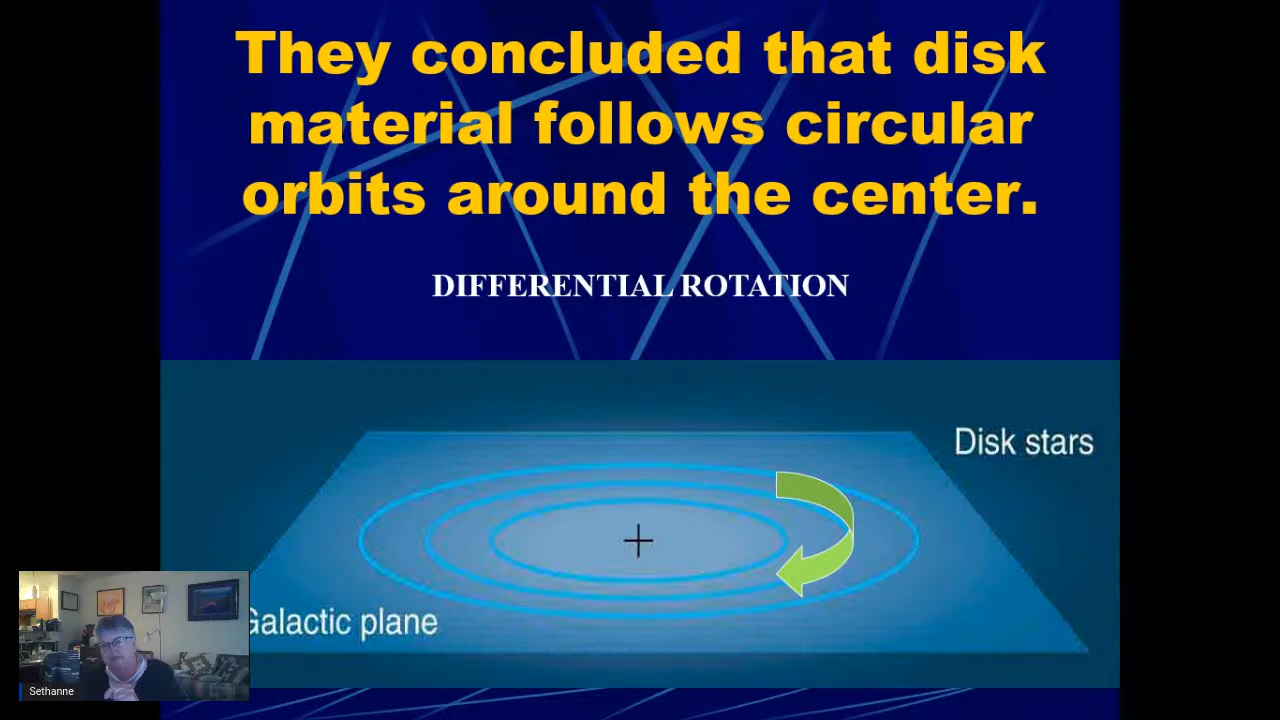 They concluded that disk
material follows circular
orbits around the center.
DIFFERENTIAL ROTATION
Disk stars
Galactic plane
Sethanne